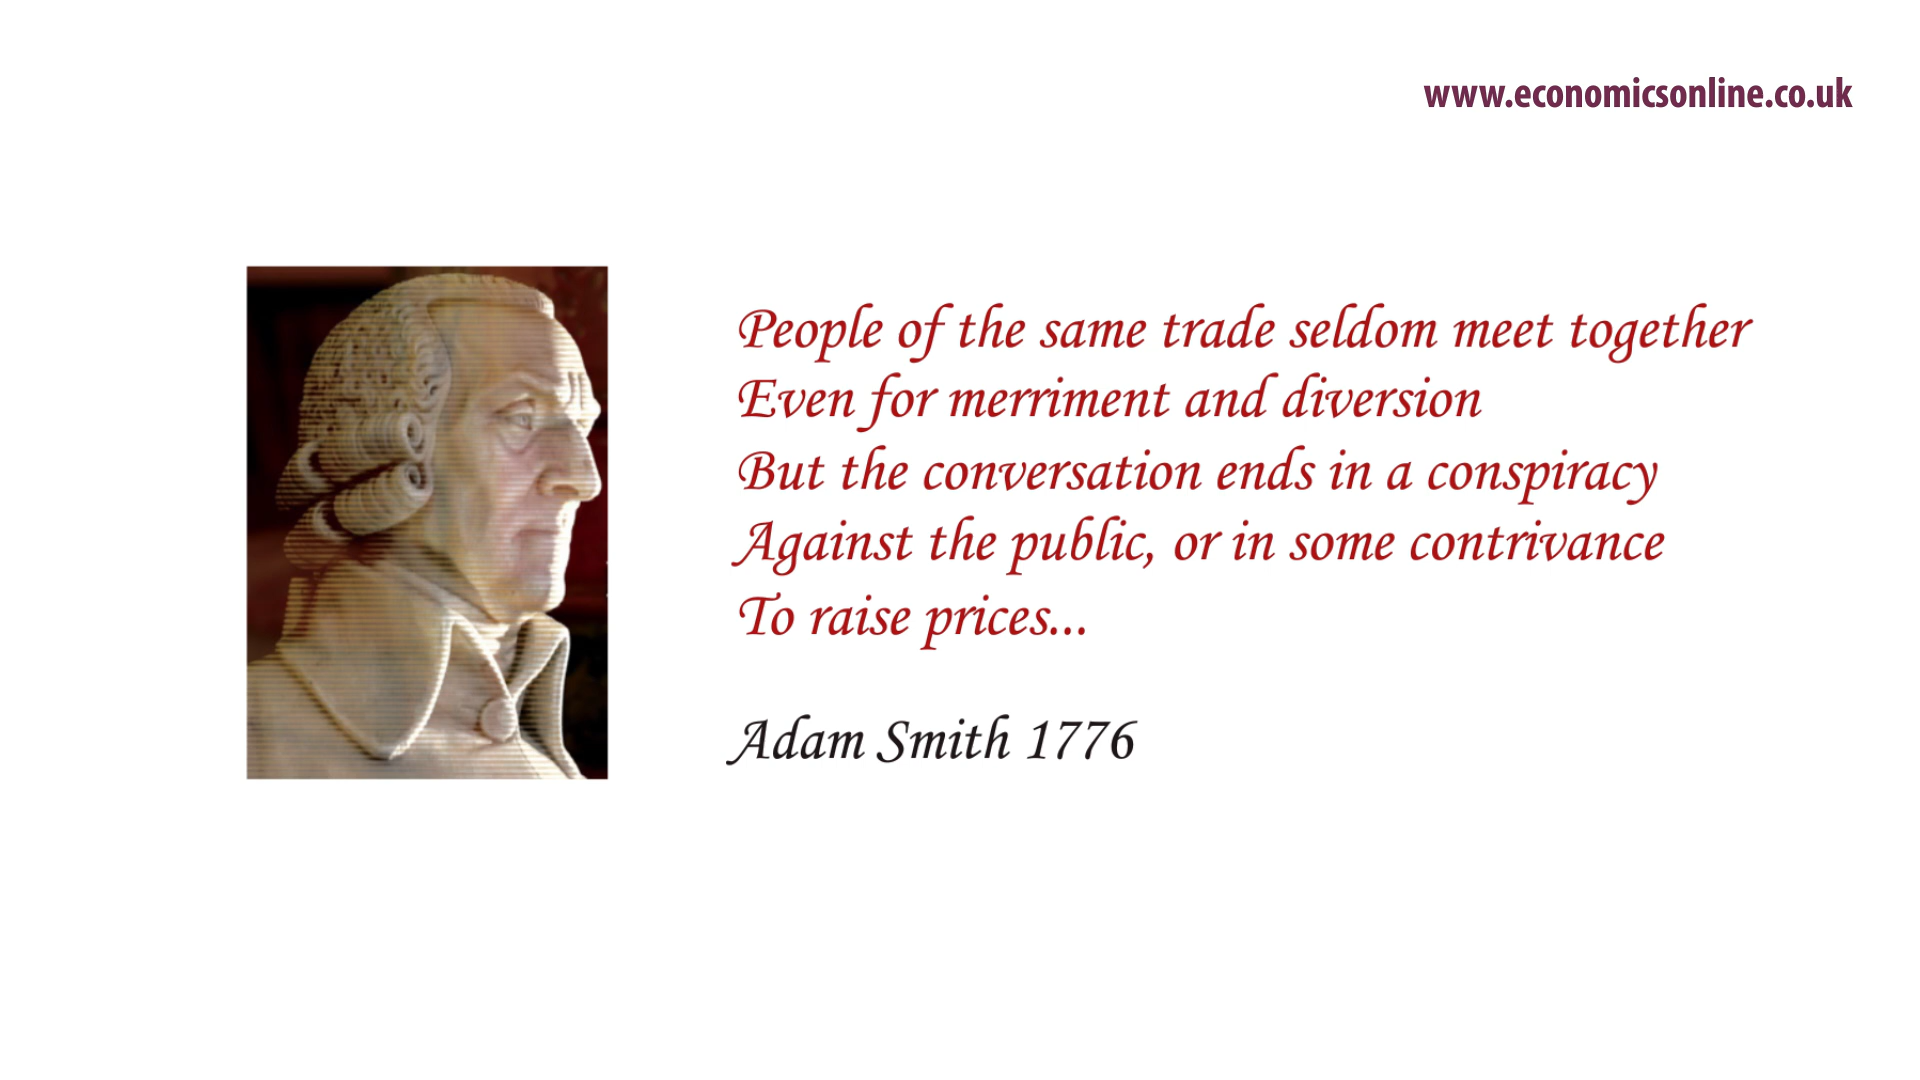 www.economicsonline.co.uk
People of the same trade seldom meet together
Even for merriment and diversion
But the conversation ends in a conspiracy
Against the public, or in some contrivance
To raise prices...
Adam Smith 1776